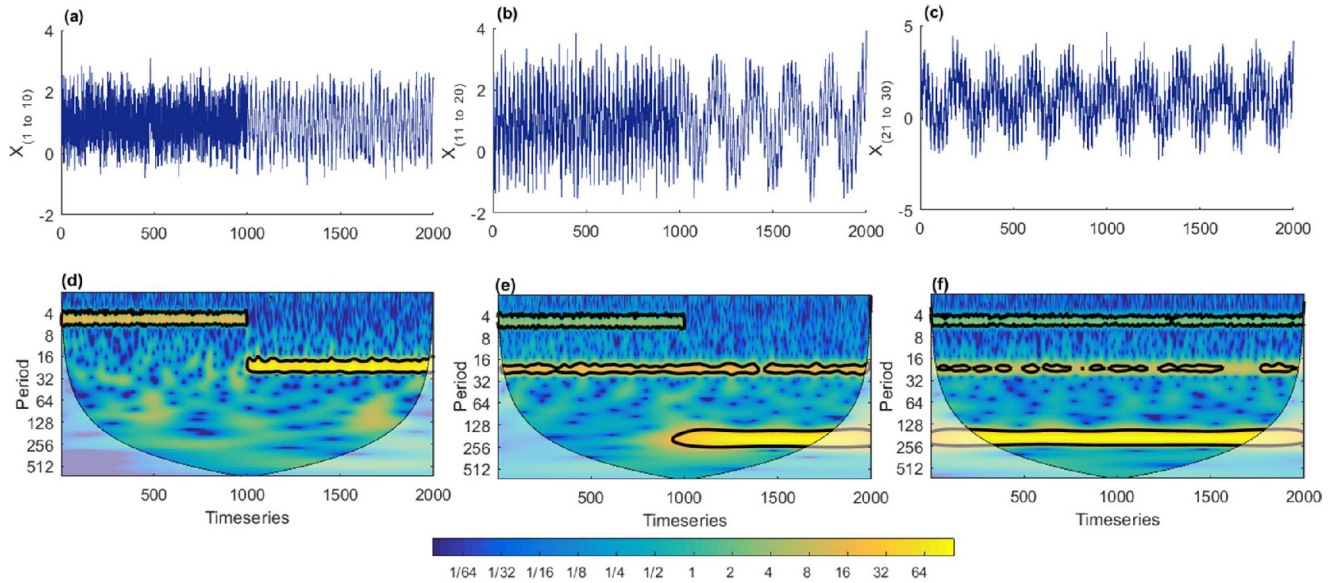 (a)
(b)
(c)
4
2
0
-2
X(1 to 10)
0 500 1000 1500 2000
4
2
0
-2
X(11 to 20)
0 500 1000 1500 2000
5
0
-5
X(21 to 30)
0 500 1000 1500 2000
(d)
(e)
(f)
4
8
16
32
64
128
256
512
Period
500 1000 1500 2000
Timeseries
4
8
16
32
64
128
256
512
Period
500 1000 1500 2000
Timeseries
4
8
16
32
64
128
256
512
Period
500 1000 1500 2000
Timeseries
1/64 1/32 1/16 1/8 1/4 1/2 1 2 4 8 16 32 64